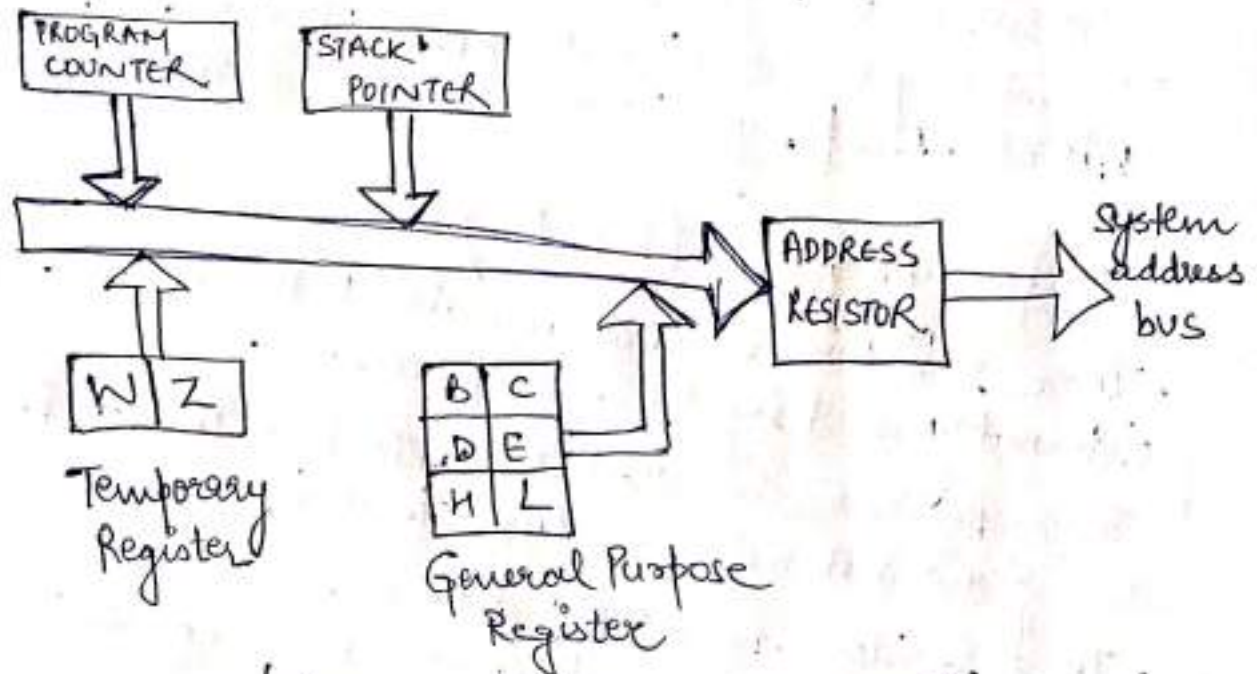 PROGRAM
COUNTER
STACK
POINTER
ADDRESS
RESISTOR
System
address
bus
W Z
Temporary
Register
B C
D E
H L
General Purpose
Register